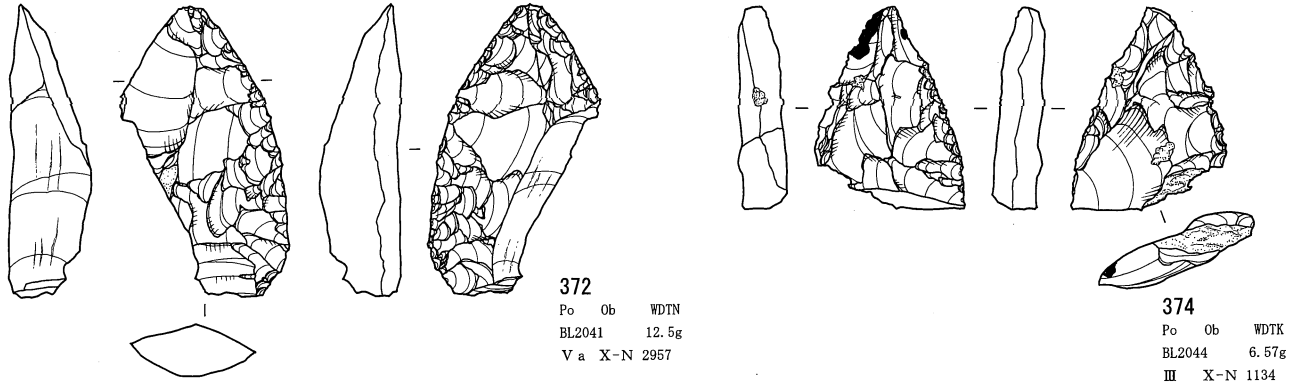 372
Po Ob WDTN
BL2041 12.5g
Ⅴa X-N 2957
374
Po Ob WDTK
BL2044 6.57g
Ⅲ X-N 1134